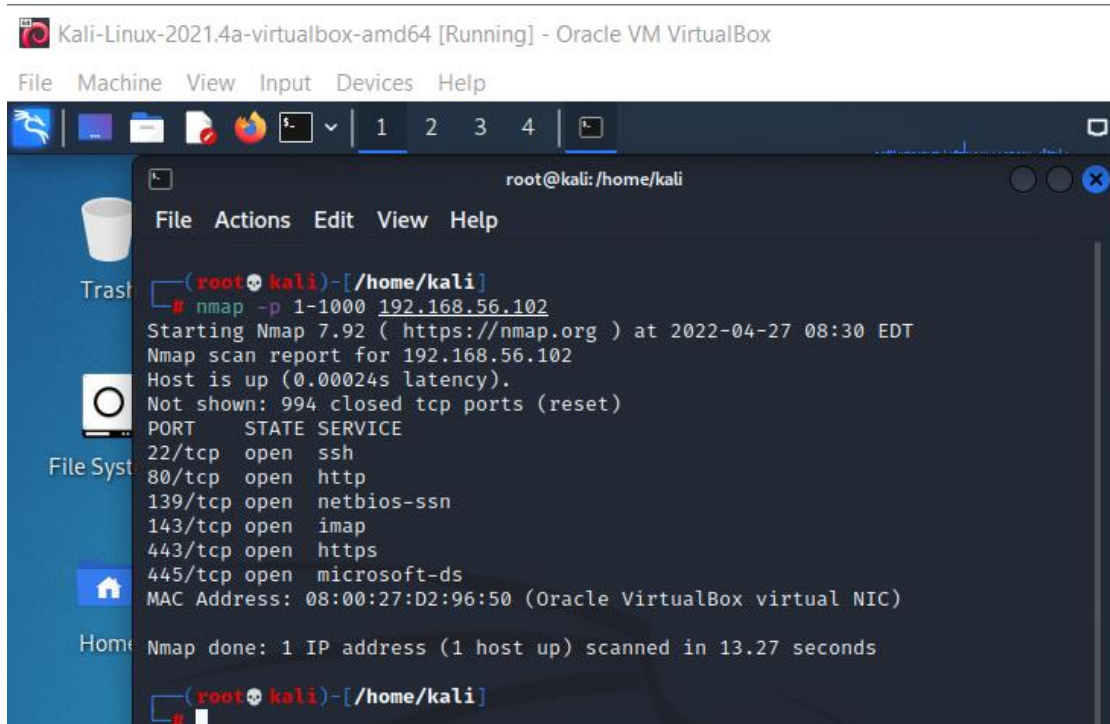 Kali-Linux-2021.4a-virtualbox-amd64 [Running] - Oracle VM VirtualBox
File Machine View Input Devices Help
1 2 3 4
root@kali: /home/kali
File Actions Edit View Help
Trash
File Syst
Home
(root💀kali)-[/home/kali]
# nmap -p 1-1000 192.168.56.102
Starting Nmap 7.92 ( https://nmap.org ) at 2022-04-27 08:30 EDT
Nmap scan report for 192.168.56.102
Host is up (0.00024s latency).
Not shown: 994 closed tcp ports (reset)
PORT STATE SERVICE
22/tcp open ssh
80/tcp open http
139/tcp open netbios-ssn
143/tcp open imap
443/tcp open https
445/tcp open microsoft-ds
MAC Address: 08:00:27:D2:96:50 (Oracle VirtualBox virtual NIC)
Nmap done: 1 IP address (1 host up) scanned in 13.27 seconds
(root💀kali)-[/home/kali]
#